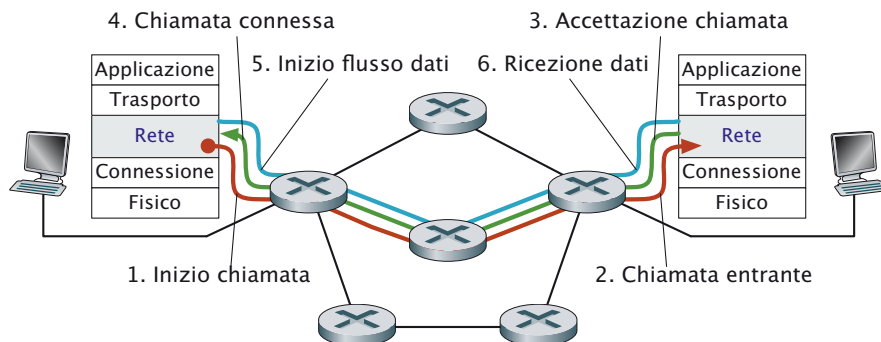 4. Chiamata connessa
3. Accettazione chiamata
5. Inizio flusso dati
6. Ricezione dati
Applicazione
Trasporto
Rete
Connessione
Fisico
Applicazione
Trasporto
Rete
Connessione
Fisico
1. Inizio chiamata
2. Chiamata entrante